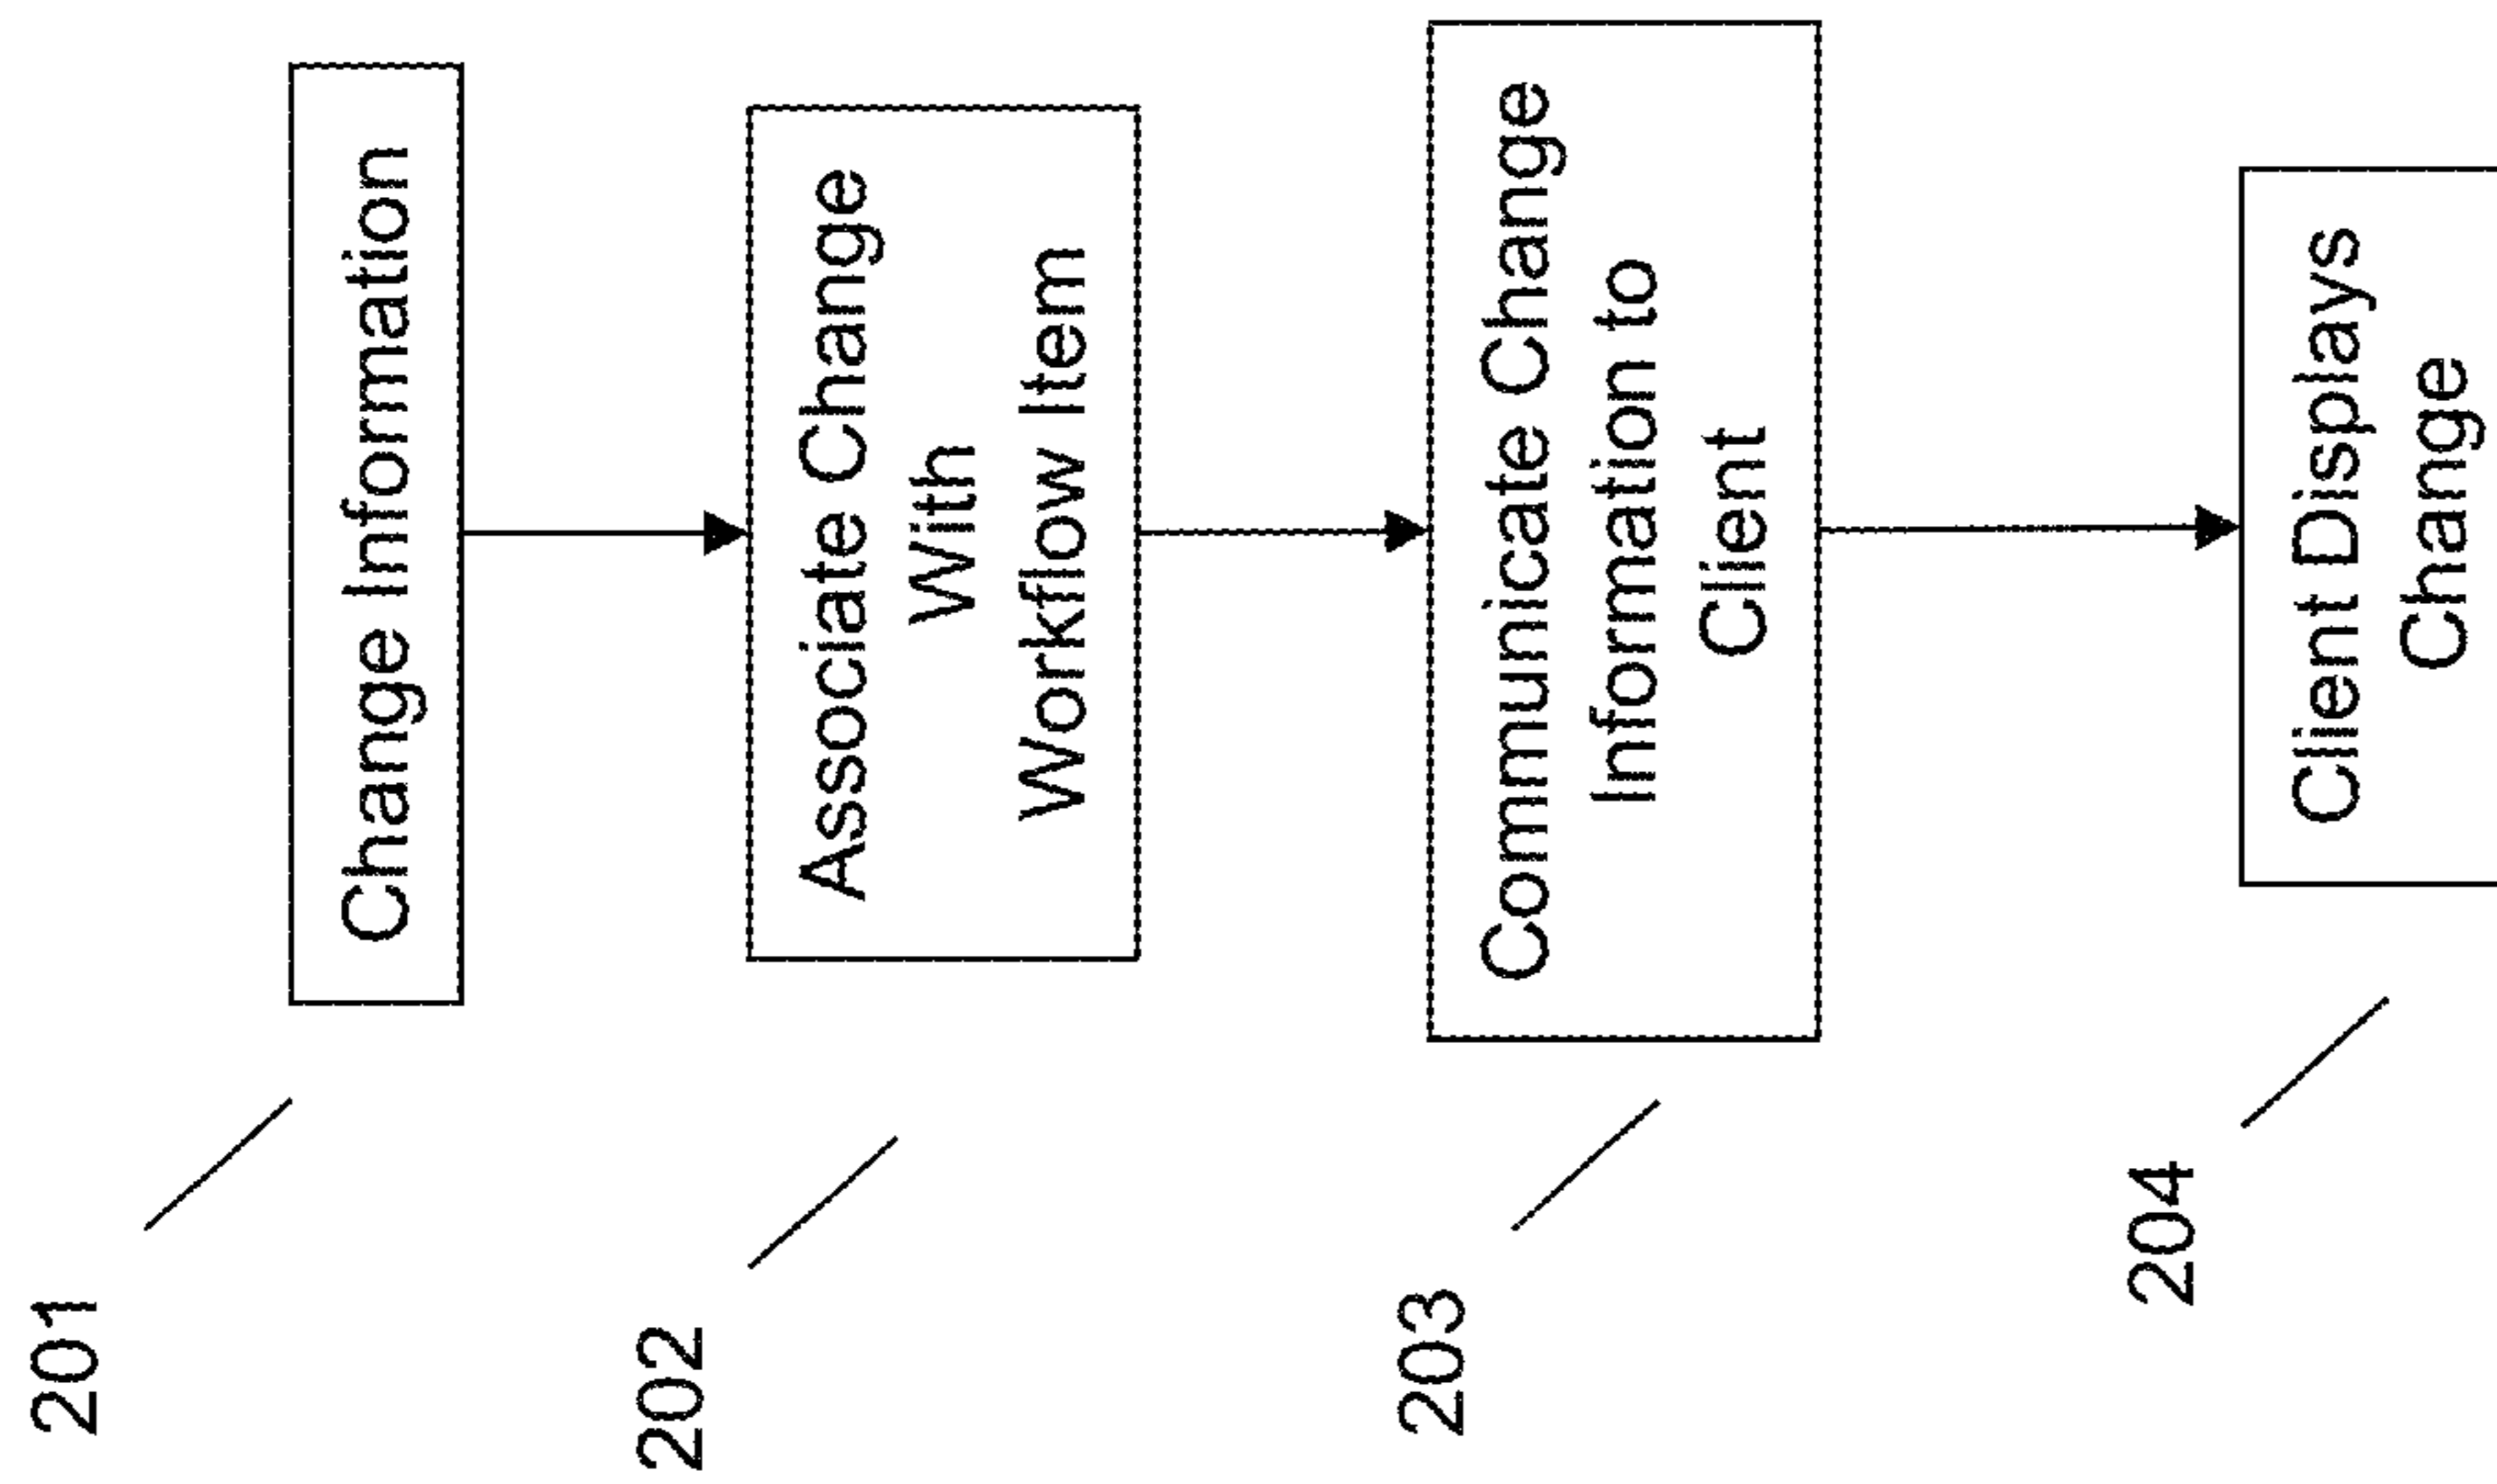 201
Change Information
202
Associate Change
With
Workflow Item
203
Communicate Change
Information to
Client
204
Client Displays
Change